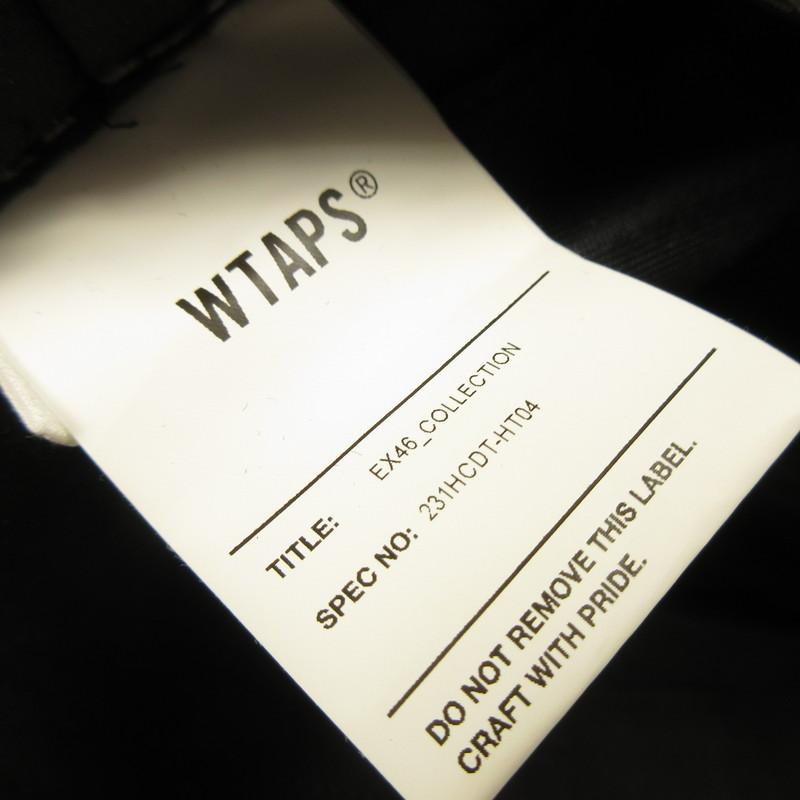 WTAPS®
TITLE: EX46_COLLECTION
SPEC NO: 231HCDT-HT04
DO NOT REMOVE THIS LABEL.
CRAFT WITH PRIDE.